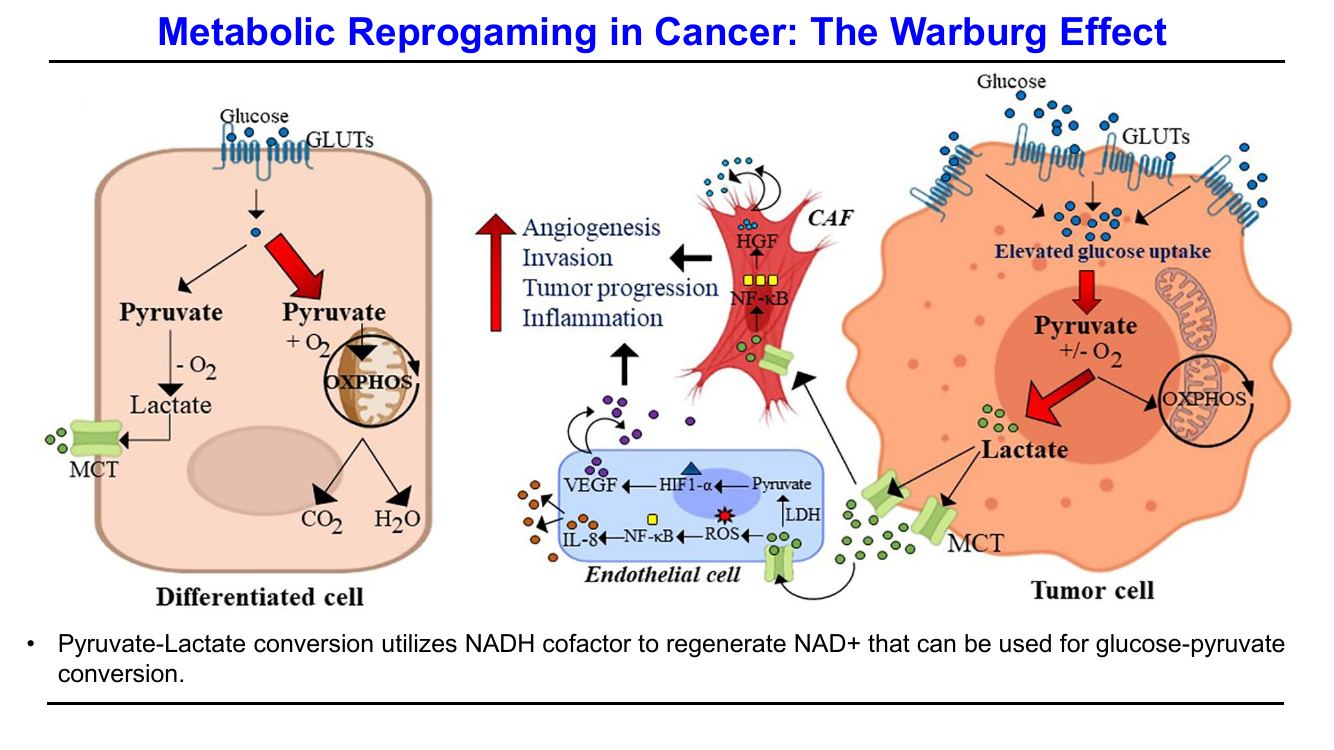 Metabolic Reprogaming in Cancer: The Warburg Effect
Glucose
GLUTs
Pyruvate
Pyruvate
- O2
+ O2
OXPHOS
Lactate
MCT
CO2
H2O
Differentiated cell
Angiogenesis
Invasion
Tumor progression
Inflammation
CAF
HGF
NF-κB
VEGF
HIF1-α
Pyruvate
LDH
IL-8
NF-κB
ROS
Endothelial cell
Glucose
GLUTs
Elevated glucose uptake
Pyruvate
+/- O2
OXPHOS
Lactate
MCT
Tumor cell
• Pyruvate-Lactate conversion utilizes NADH cofactor to regenerate NAD+ that can be used for glucose-pyruvate
conversion.